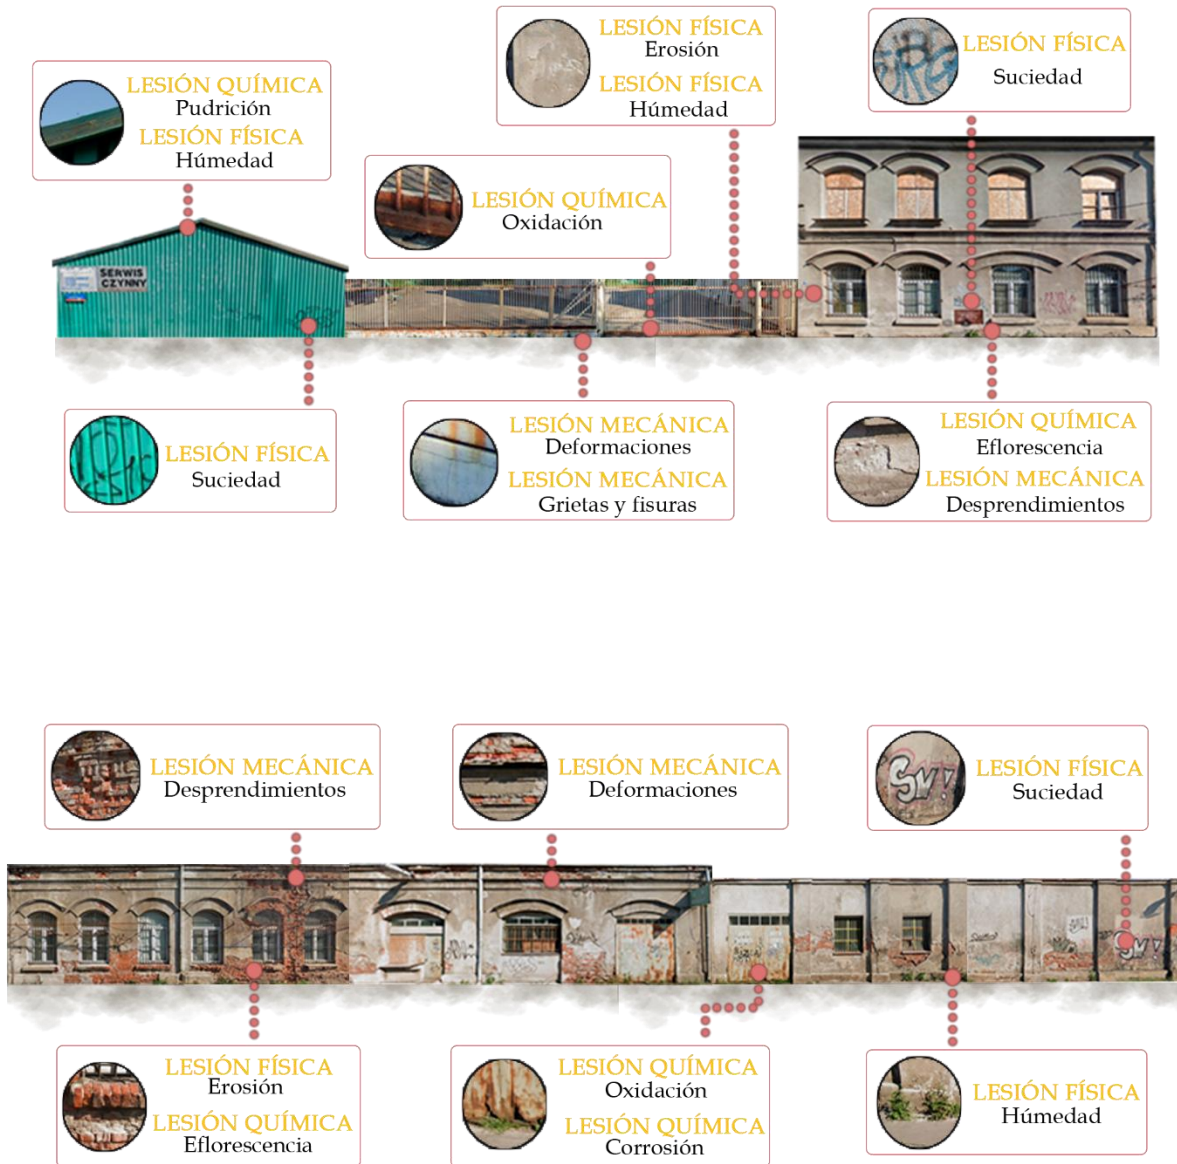 LESIÓN FÍSICA
Erosión
LESIÓN FÍSICA
Húmedad
LESIÓN FÍSICA
Suciedad
LESIÓN QUÍMICA
Pudrición
LESIÓN FÍSICA
Húmedad
LESIÓN QUÍMICA
Oxidación
SERWIS
CZYNNY
LESIÓN FÍSICA
Suciedad
LESIÓN MECÁNICA
Deformaciones
LESIÓN MECÁNICA
Grietas y fisuras
LESIÓN QUÍMICA
Eflorescencia
LESIÓN MECÁNICA
Desprendimientos
LESIÓN MECÁNICA
Desprendimientos
LESIÓN MECÁNICA
Deformaciones
LESIÓN FÍSICA
Suciedad
SW!
LESIÓN FÍSICA
Erosión
LESIÓN QUÍMICA
Eflorescencia
LESIÓN QUÍMICA
Oxidación
LESIÓN QUÍMICA
Corrosión
LESIÓN FÍSICA
Húmedad